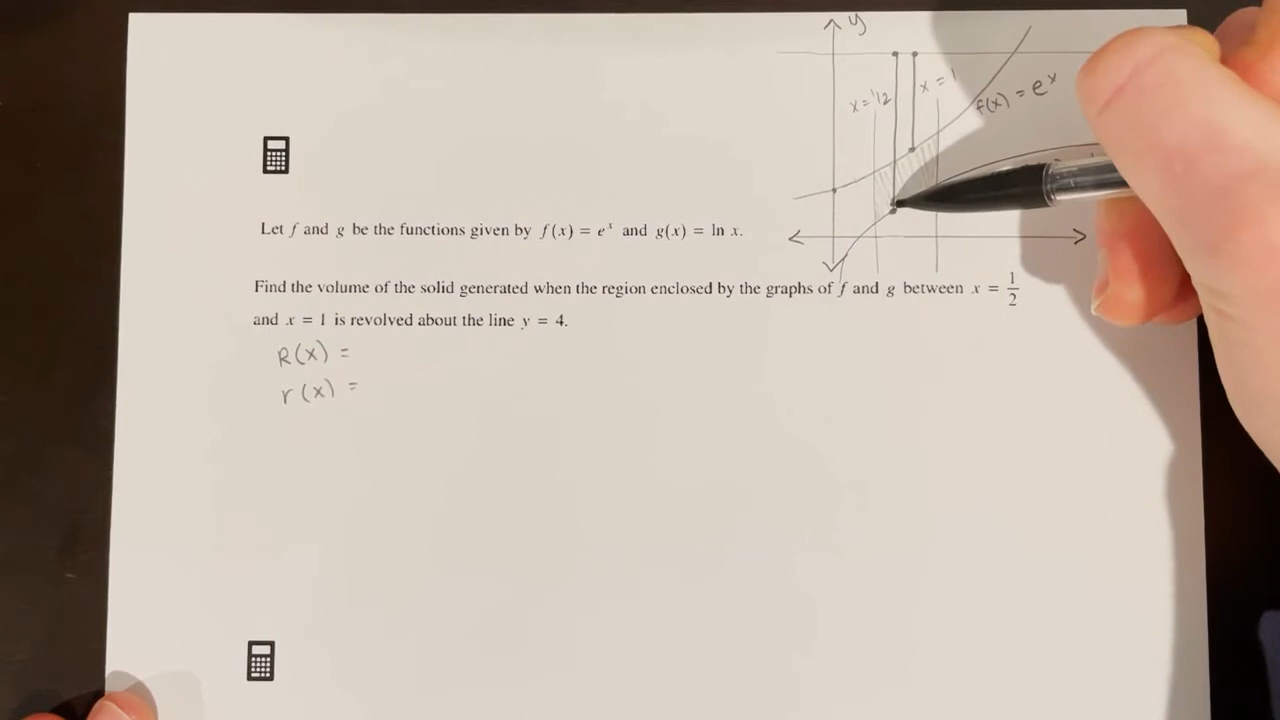 y
x = 1/2
x = 1
f(x) = e^x
Let f and g be the functions given by f(x) = e^x and g(x) = ln x.
Find the volume of the solid generated when the region enclosed by the graphs of f and g between x = 1/2
and x = 1 is revolved about the line y = 4.
R(x) =
r(x) =